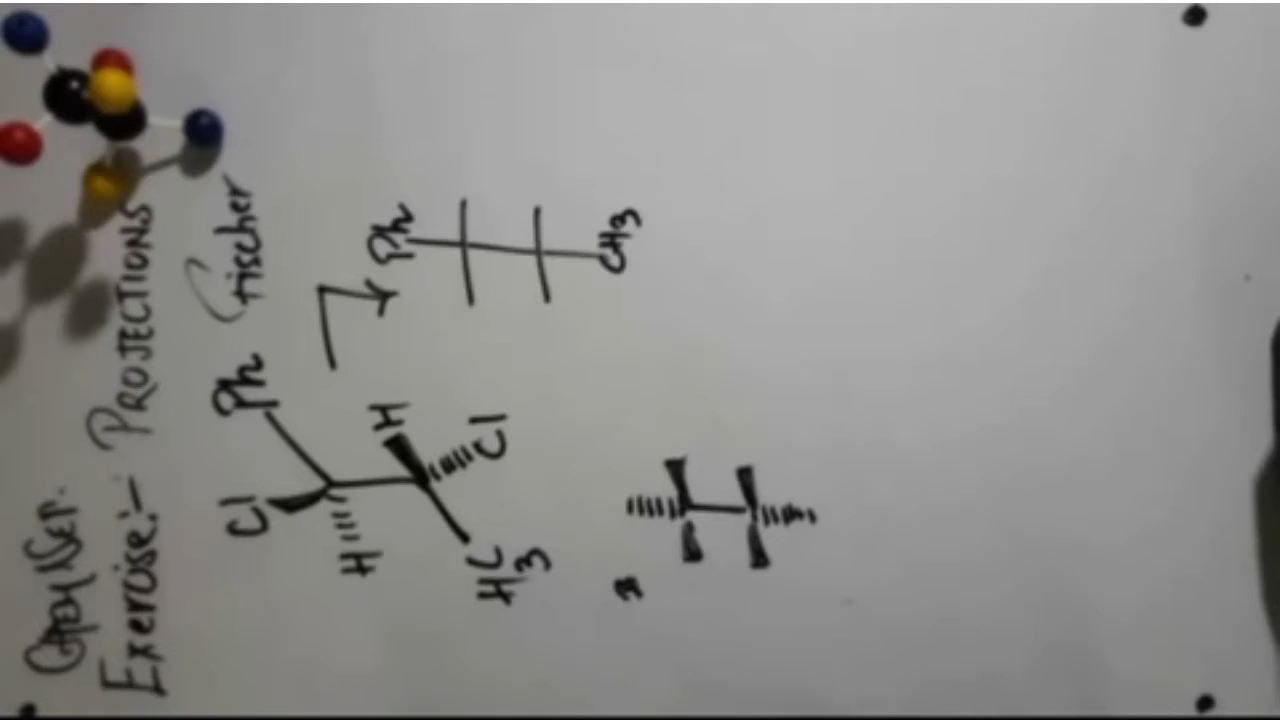 Exercise:- PROJECTIONS
Fischer
Cl Ph
H H
H3C Cl
Ph
CH3